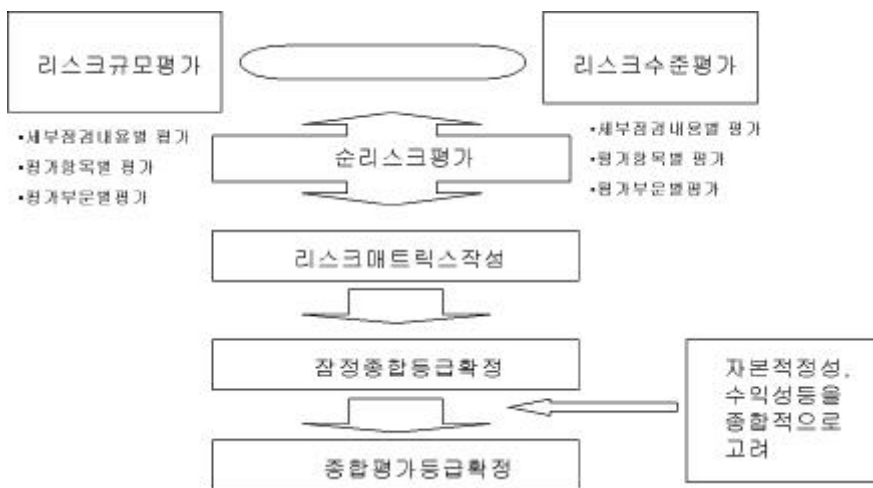 리스크규모평가
리스크수준평가
•세부점검내용별 평가
•평가항목별 평가
•평가부문별평가
•세부점검내용별 평가
•평가항목별 평가
•평가부문별평가
순리스크평가
리스크매트릭스작성
잠정종합등급확정
자본적정성,
수익성등을
종합적으로
고려
종합평가등급확정